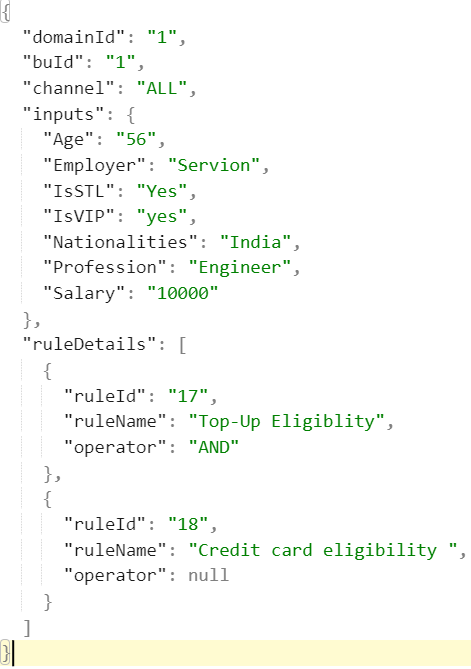 {
"domainId": "1",
"buId": "1",
"channel": "ALL",
"inputs": {
"Age": "56",
"Employer": "Servion",
"IsSTL": "Yes",
"IsVIP": "yes",
"Nationalities": "India",
"Profession": "Engineer",
"Salary": "10000"
},
"ruleDetails": [
{
"ruleId": "17",
"ruleName": "Top-Up Eligiblity",
"operator": "AND"
},
{
"ruleId": "18",
"ruleName": "Credit card eligibility ",
"operator": null
}
]
}